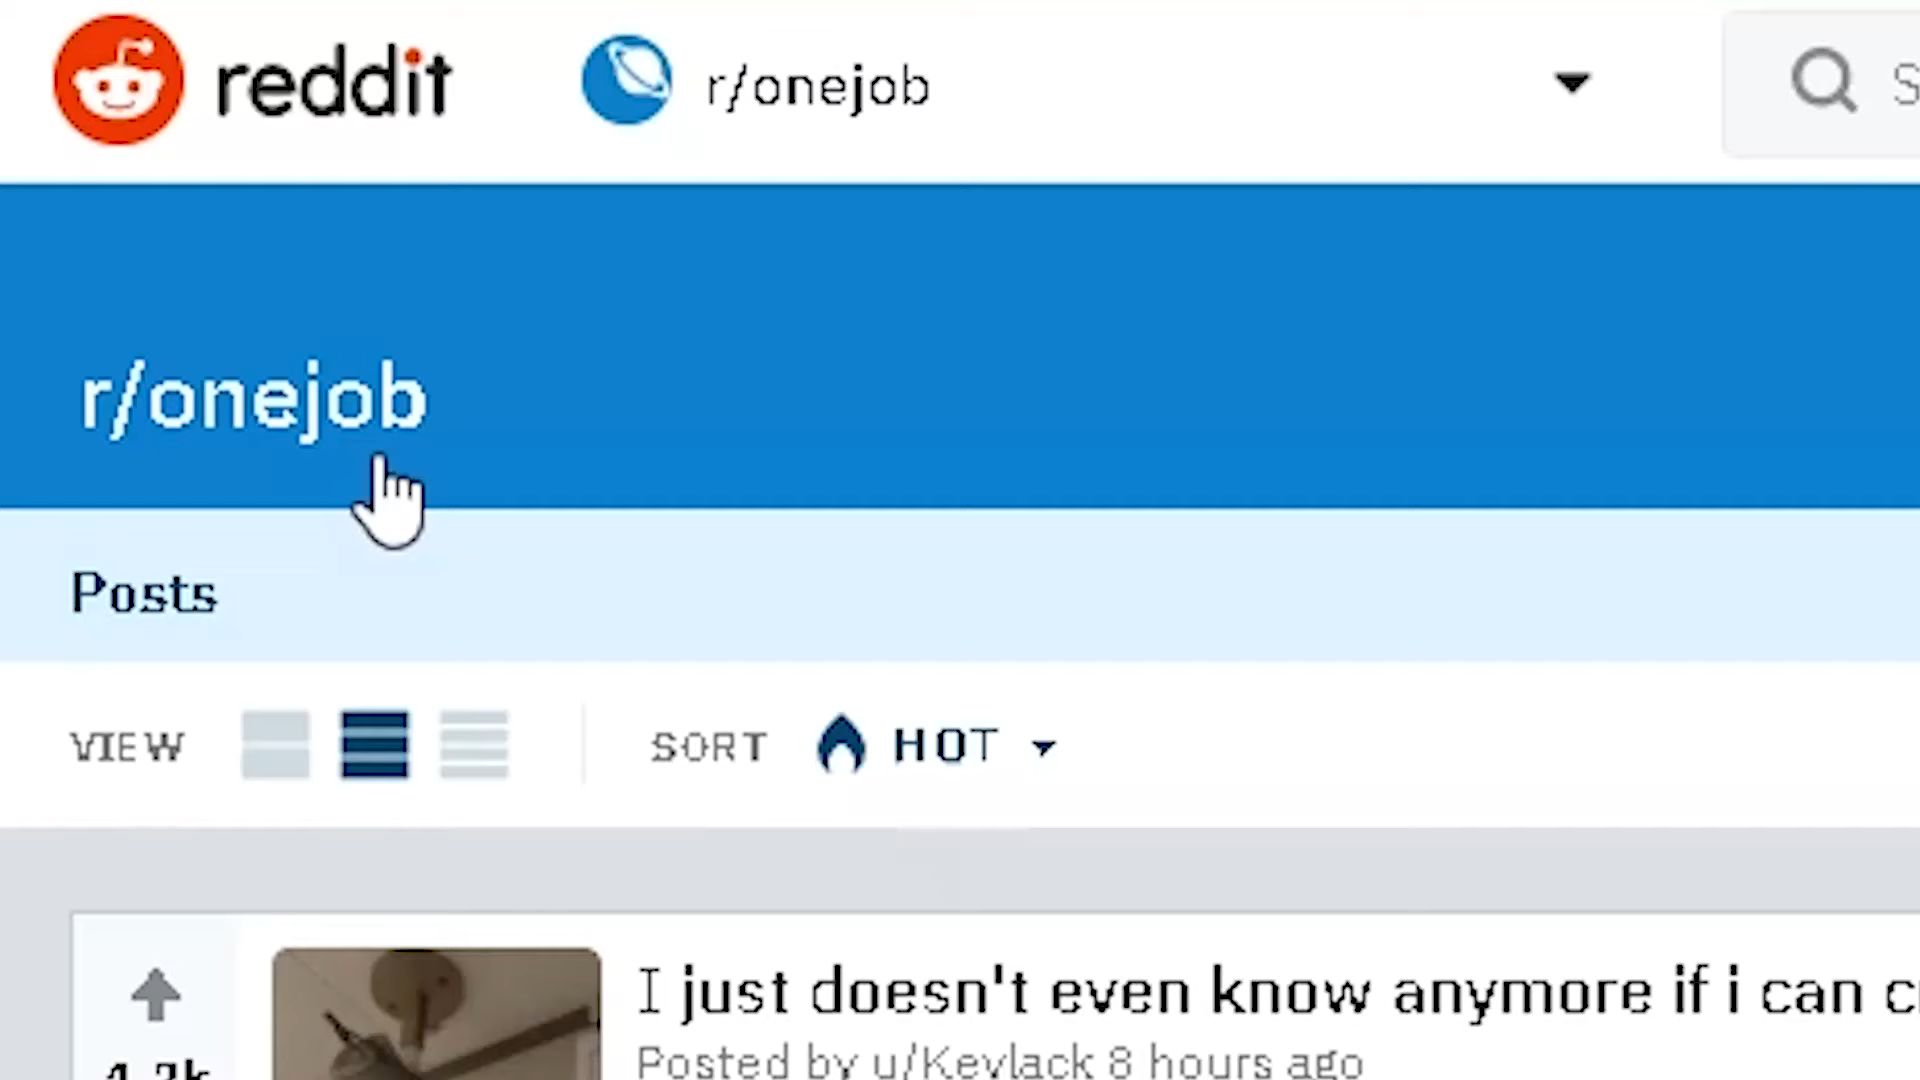 reddit r/onejob
r/onejob
Posts
VIEW SORT HOT
I just doesn't even know anymore if i can
Posted by u/Kevlack 8 hours ago